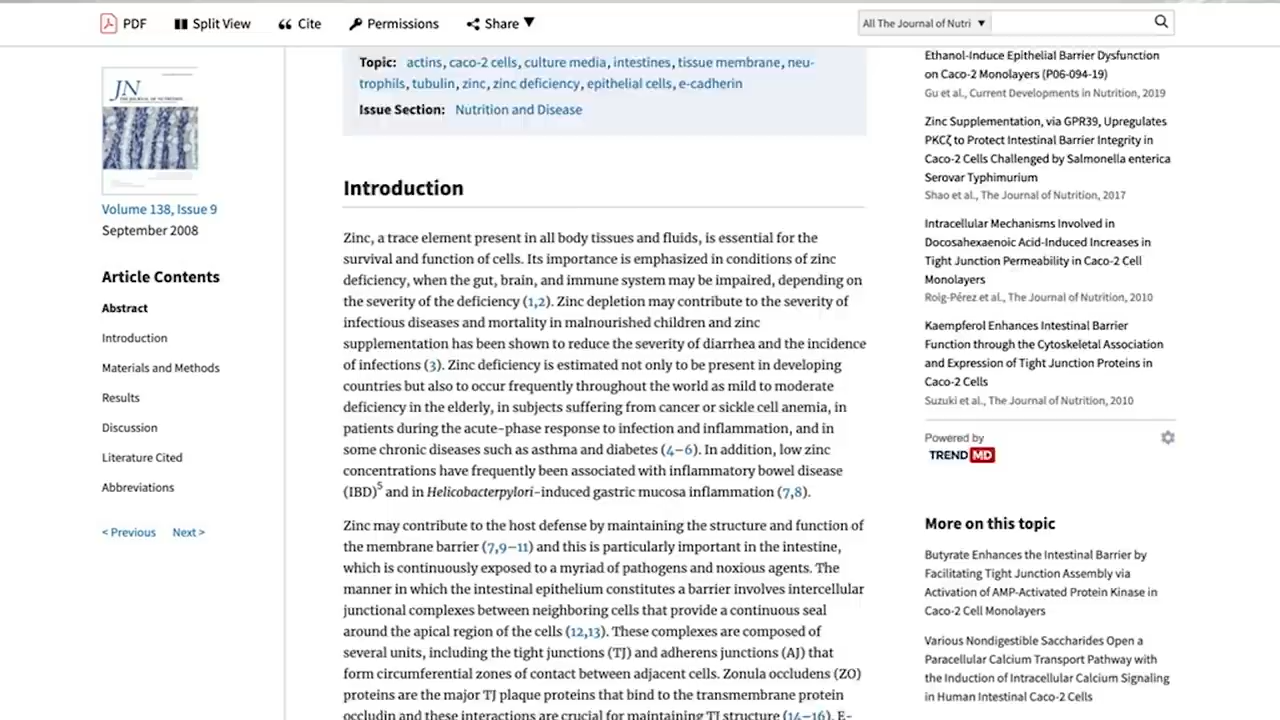 PDF
Split View
Cite
Permissions
Share
All The Journal of Nutri
JN
Volume 138, Issue 9
September 2008
Article Contents
Abstract
Introduction
Materials and Methods
Results
Discussion
Literature Cited
Abbreviations
< Previous Next >
Topic: actins, caco-2 cells, culture media, intestines, tissue membrane, neu-
trophils, tubulin, zinc, zinc deficiency, epithelial cells, e-cadherin
Issue Section: Nutrition and Disease
Introduction
Zinc, a trace element present in all body tissues and fluids, is essential for the
survival and function of cells. Its importance is emphasized in conditions of zinc
deficiency, when the gut, brain, and immune system may be impaired, depending on
the severity of the deficiency (1,2). Zinc depletion may contribute to the severity of
infectious diseases and mortality in malnourished children and zinc
supplementation has been shown to reduce the severity of diarrhea and the incidence
of infections (3). Zinc deficiency is estimated not only to be present in developing
countries but also to occur frequently throughout the world as mild to moderate
deficiency in the elderly, in subjects suffering from cancer or sickle cell anemia, in
patients during the acute-phase response to infection and inflammation, and in
some chronic diseases such as asthma and diabetes (4–6). In addition, low zinc
concentrations have frequently been associated with inflammatory bowel disease
(IBD)5 and in Helicobacterpylori–induced gastric mucosa inflammation (7,8).
Zinc may contribute to the host defense by maintaining the structure and function of
the membrane barrier (7,9–11) and this is particularly important in the intestine,
which is continuously exposed to a myriad of pathogens and noxious agents. The
manner in which the intestinal epithelium constitutes a barrier involves intercellular
junctional complexes between neighboring cells that provide a continuous seal
around the apical region of the cells (12,13). These complexes are composed of
several units, including the tight junctions (TJ) and adherens junctions (AJ) that
form circumferential zones of contact between adjacent cells. Zonula occludens (ZO)
proteins are the major TJ plaque proteins that bind to the transmembrane protein
occludin and these interactions are crucial for maintaining TJ structure (14–16). E-
Ethanol-Induce Epithelial Barrier Dysfunction
on Caco-2 Monolayers (P06-094-19)
Gu et al., Current Developments in Nutrition, 2019
Zinc Supplementation, via GPR39, Upregulates
PKCζ to Protect Intestinal Barrier Integrity in
Caco-2 Cells Challenged by Salmonella enterica
Serovar Typhimurium
Shao et al., The Journal of Nutrition, 2017
Intracellular Mechanisms Involved in
Docosahexaenoic Acid-Induced Increases in
Tight Junction Permeability in Caco-2 Cell
Monolayers
Roig-Pérez et al., The Journal of Nutrition, 2010
Kaempferol Enhances Intestinal Barrier
Function through the Cytoskeletal Association
and Expression of Tight Junction Proteins in
Caco-2 Cells
Suzuki et al., The Journal of Nutrition, 2010
Powered by
TREND MD
More on this topic
Butyrate Enhances the Intestinal Barrier by
Facilitating Tight Junction Assembly via
Activation of AMP-Activated Protein Kinase in
Caco-2 Cell Monolayers
Various Nondigestible Saccharides Open a
Paracellular Calcium Transport Pathway with
the Induction of Intracellular Calcium Signaling
in Human Intestinal Caco-2 Cells